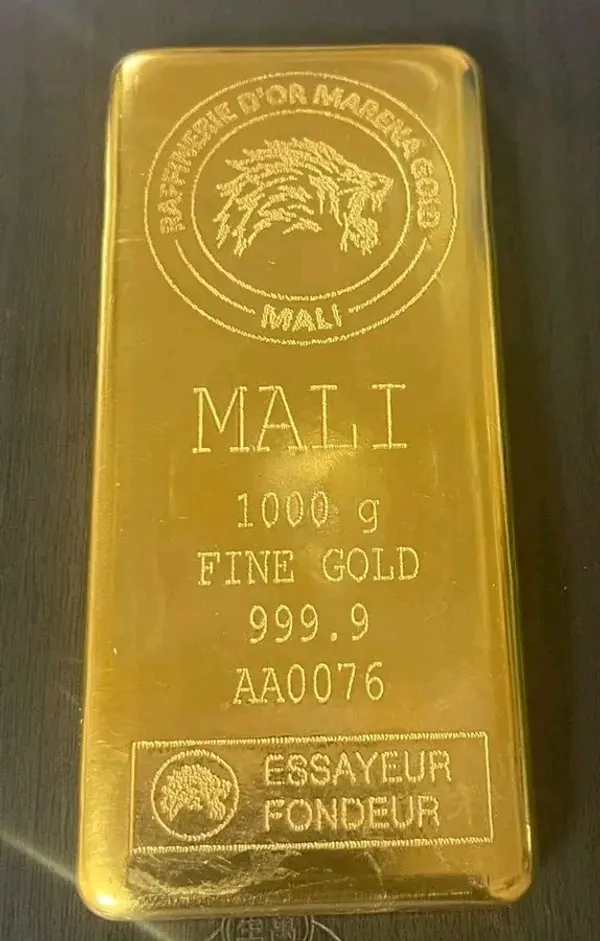 RAFFINERIE D'OR MARENA GOLD
MALI
MALI
1000 g
FINE GOLD
999.9
AA0076
ESSAYEUR
FONDEUR